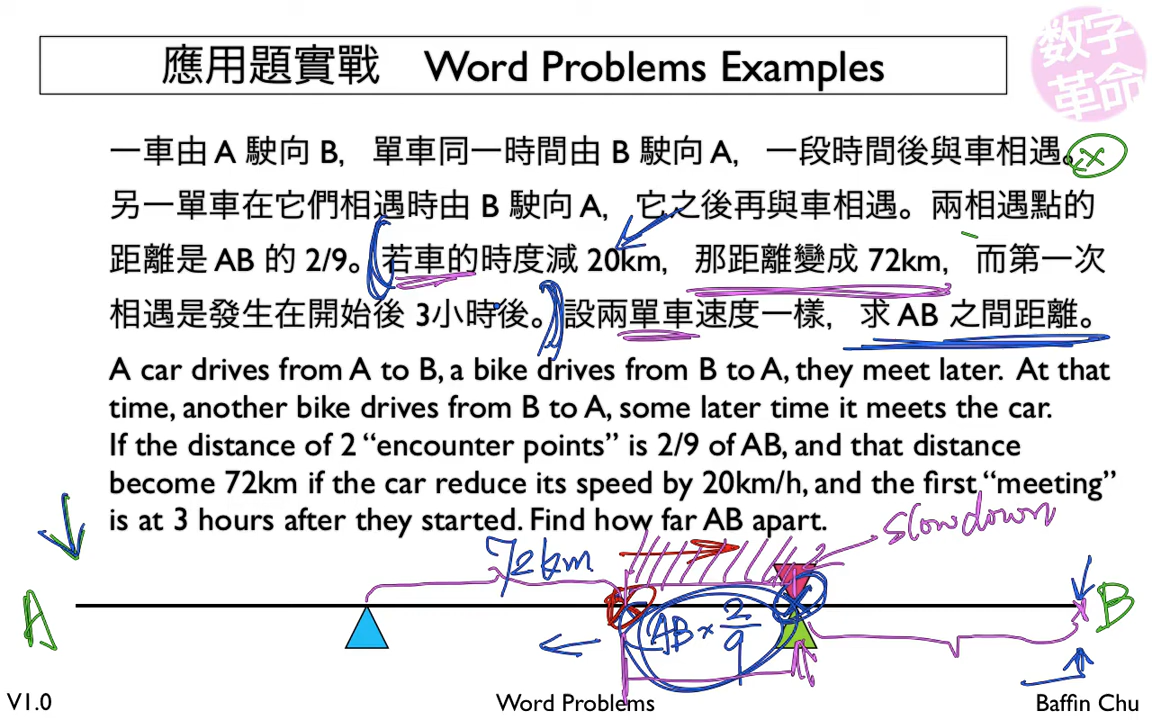 應用題實戰 Word Problems Examples
数字
革命
一車由 A 駛向 B, 單車同一時間由 B 駛向 A, 一段時間後與車相遇。x
另一單車在它們相遇時由 B 駛向 A, 它之後再與車相遇。兩相遇點的
距離是 AB 的 2/9。若車的時度減 20km, 那距離變成 72km, 而第一次
相遇是發生在開始後 3小時後。設兩單車速度一樣, 求 AB 之間距離。
A car drives from A to B, a bike drives from B to A, they meet later. At that
time, another bike drives from B to A, some later time it meets the car.
If the distance of 2 “encounter points” is 2/9 of AB, and that distance
become 72km if the car reduce its speed by 20km/h, and the first “meeting”
is at 3 hours after they started. Find how far AB apart.
slowdown
72km
A
AB × 2/9
B
V1.0 Word Problems Baffin Chu